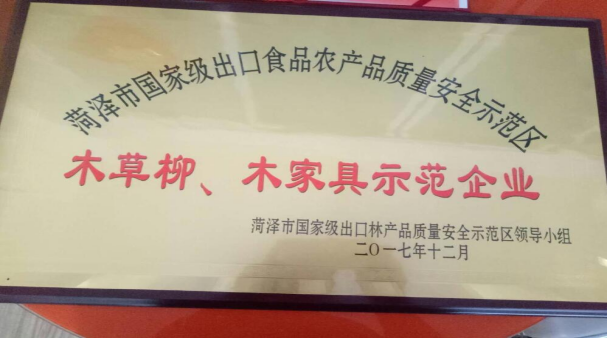 菏泽市国家级出口食品农产品质量安全示范区
木草柳、木家具示范企业
菏泽市国家级出口林产品质量安全示范区领导小组
二〇一七年十二月